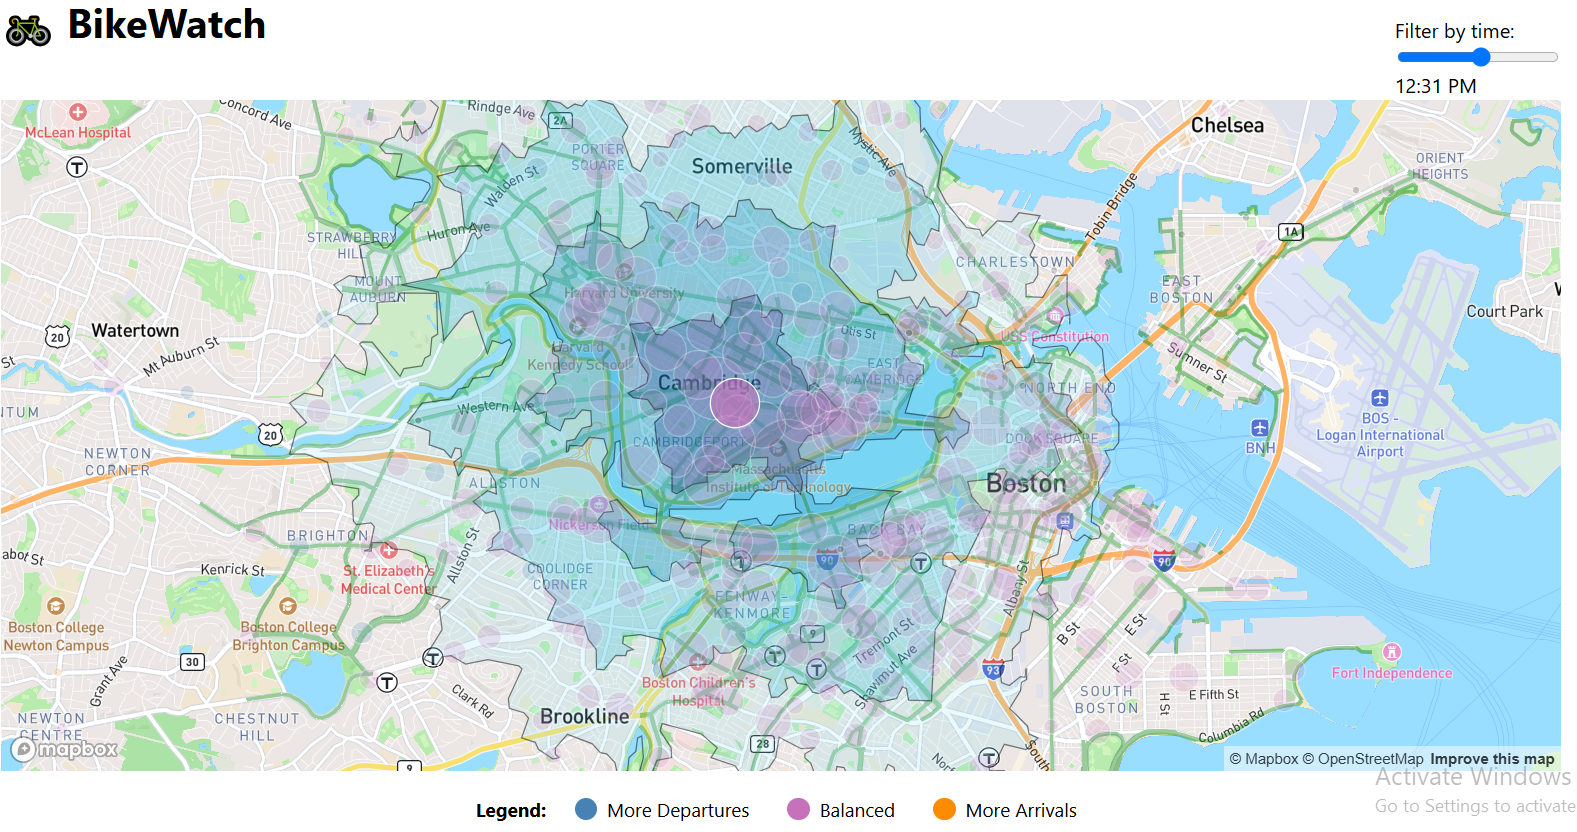 BikeWatch
Filter by time:
12:31 PM
Concord Ave
Rindge Ave
2A
McLean Hospital
T
PORTER
SQUARE
Somerville
Mystic Ave
Chelsea
ORIENT
HEIGHTS
Walden St
Tobin Bridge
Huron Ave
STRAWBERRY
HILL
1A
CHARLESTOWN
MOUNT
AUBURN
Harvard University
EAST
BOSTON
Court Park
W
20
Watertown
Mt Auburn St
St
Otis St
USS Constitution
Harvard
Kennedy School
EAST
CAMBRIDGE
Sumner St
Cambridge
NORTH END
Western Ave
BOS -
Logan International
Airport
NTUM
20
CAMBRIDGEPORT
DOCK SQUARE
BNH
NEWTON
CORNER
Massachusetts
Institute of Technology
ALLSTON
Boston
Nickerson Field
BACK BAY
BRIGHTON
abot St
Kenrick St
St. Elizabeth's
Medical Center
Allston St
COOLIDGE
CORNER
T
90
T
90
Albany St
FENWAY-
KENMORE
Boston College
Newton Campus
Boston College
Brighton Campus
9
Tremont St
B St
E St
30
T
T
T
F St
93
Fort Independence
Grant Ave
T
Boston Children's
Hospital
Shawmut Ave
SOUTH
BOSTON
H St
E Fifth St
Clark Rd
Brookline
NEWTON
CENTRE
CHESTNUT
HILL
Columbia Rd
28
mapbox
9
Nor
T
South
© Mapbox © OpenStreetMap Improve this map
Activate Windows
Go to Settings to activate
Legend: More Departures Balanced More Arrivals